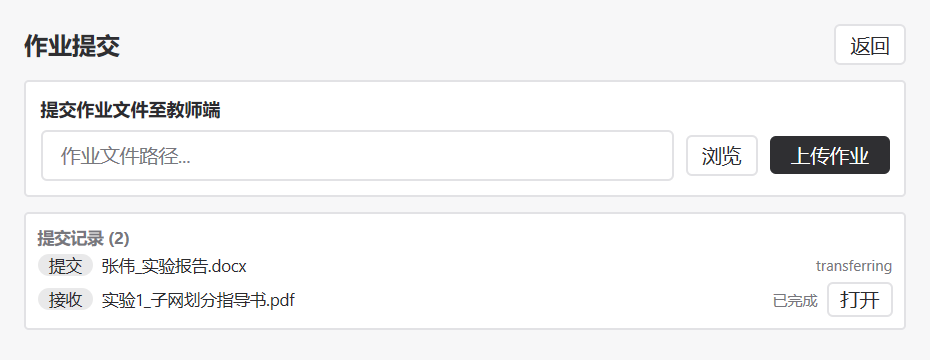 作业提交
返回
提交作业文件至教师端
作业文件路径...
浏览
上传作业
提交记录 (2)
提交 张伟_实验报告.docx transferring
接收 实验1_子网划分指导书.pdf 已完成 打开